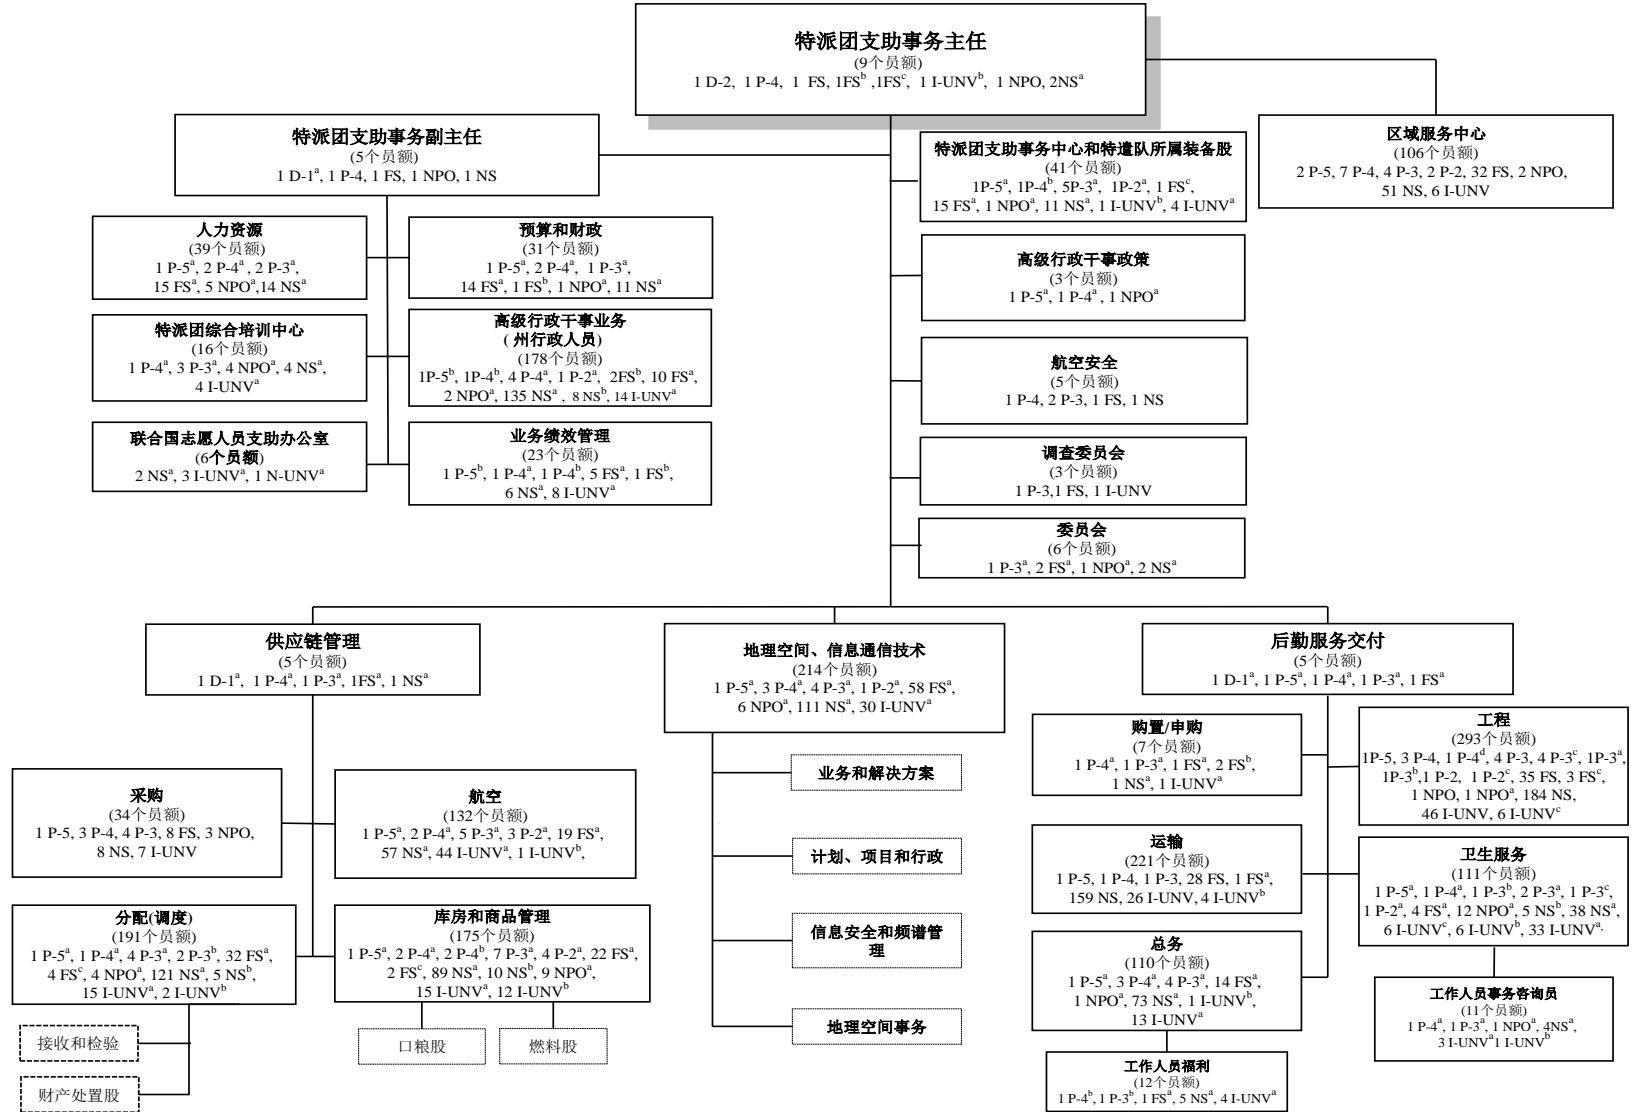 特派团支助事务主任
(9个员额)
1 D-2, 1 P-4, 1 FS, 1FSᵇ ,1FSᶜ, 1 I-UNVᵇ, 1 NPO, 2NSᵃ
特派团支助事务副主任
(5个员额)
1 D-1ᵃ, 1 P-4, 1 FS, 1 NPO, 1 NS
特派团支助事务中心和特遣队所属装备股
(41个员额)
1P-5ᵃ, 1P-4ᵇ, 5P-3ᵃ, 1P-2ᵃ, 1 FSᶜ,
15 FSᵃ, 1 NPOᵃ, 11 NSᵃ, 1 I-UNVᵇ, 4 I-UNVᵃ
区域服务中心
(106个员额)
2 P-5, 7 P-4, 4 P-3, 2 P-2, 32 FS, 2 NPO,
51 NS, 6 I-UNV
人力资源
(39个员额)
1 P-5ᵃ, 2 P-4ᵃ , 2 P-3ᵃ,
15 FSᵃ, 5 NPOᵃ,14 NSᵃ
预算和财政
(31个员额)
1 P-5ᵃ, 2 P-4ᵃ, 1 P-3ᵃ,
14 FSᵃ, 1 FSᵇ, 1 NPOᵃ, 11 NSᵃ
高级行政干事政策
(3个员额)
1 P-5ᵃ, 1 P-4ᵃ, 1 NPOᵃ
特派团综合培训中心
(16个员额)
1 P-4ᵃ, 3 P-3ᵃ, 4 NPOᵃ, 4 NSᵃ,
4 I-UNVᵃ
高级行政干事业务
( 州行政人员)
(178个员额)
1P-5ᵇ, 1P-4ᵇ, 4 P-4ᵃ, 1 P-2ᵃ, 2FSᵇ, 10 FSᵃ,
2 NPOᵃ, 135 NSᵃ , 8 NSᵇ, 14 I-UNVᵃ
航空安全
(5个员额)
1 P-4, 2 P-3, 1 FS, 1 NS
联合国志愿人员支助办公室
(6个员额)
2 NSᵃ, 3 I-UNVᵃ, 1 N-UNVᵃ
业务绩效管理
(23个员额)
1 P-5ᵇ, 1 P-4ᵃ, 1 P-4ᵇ, 5 FSᵃ, 1 FSᵇ,
6 NSᵃ, 8 I-UNVᵃ
调查委员会
(3个员额)
1 P-3,1 FS, 1 I-UNV
委员会
(6个员额)
1 P-3ᵃ, 2 FSᵃ, 1 NPOᵃ, 2 NSᵃ
供应链管理
(5个员额)
1 D-1ᵃ, 1 P-4ᵃ, 1 P-3ᵃ, 1FSᵃ, 1 NSᵃ
地理空间、信息通信技术
(214个员额)
1 P-5ᵃ, 3 P-4ᵃ, 4 P-3ᵃ, 1 P-2ᵃ, 58 FSᵃ,
6 NPOᵃ, 111 NSᵃ, 30 I-UNVᵃ
后勤服务交付
(5个员额)
1 D-1ᵃ, 1 P-5ᵃ, 1 P-4ᵃ, 1 P-3ᵃ, 1 FSᵃ
采购
(34个员额)
1 P-5, 3 P-4, 4 P-3, 8 FS, 3 NPO,
8 NS, 7 I-UNV
航空
(132个员额)
1 P-5ᵃ, 2 P-4ᵃ, 5 P-3ᵃ, 3 P-2ᵃ, 19 FSᵃ,
57 NSᵃ, 44 I-UNVᵃ, 1 I-UNVᵇ,
分配(调度)
(191个员额)
1 P-5ᵃ, 1 P-4ᵃ, 4 P-3ᵃ, 2 P-3ᵇ, 32 FSᵃ,
4 FSᶜ, 4 NPOᵃ, 121 NSᵃ, 5 NSᵇ,
15 I-UNVᵃ, 2 I-UNVᵇ
库房和商品管理
(175个员额)
1 P-5ᵃ, 2 P-4ᵃ, 2 P-4ᵇ, 7 P-3ᵃ, 4 P-2ᵃ, 22 FSᵃ,
2 FSᶜ, 89 NSᵃ, 10 NSᵇ, 9 NPOᵃ,
15 I-UNVᵃ, 12 I-UNVᵇ
接收和检验
财产处置股
口粮股
燃料股
业务和解决方案
计划、项目和行政
信息安全和频谱管
理
地理空间事务
购置/申购
(7个员额)
1 P-4ᵃ, 1 P-3ᵃ, 1 FSᵃ, 2 FSᵇ,
1 NSᵃ, 1 I-UNVᵃ
工程
(293个员额)
1P-5, 3 P-4, 1 P-4ᵈ, 4 P-3, 4 P-3ᶜ, 1P-3ᵃ,
1P-3ᵇ,1 P-2, 1 P-2ᶜ, 35 FS, 3 FSᶜ,
1 NPO, 1 NPOᵃ, 184 NS,
46 I-UNV, 6 I-UNVᶜ
运输
(221个员额)
1 P-5, 1 P-4, 1 P-3, 28 FS, 1 FSᵃ,
159 NS, 26 I-UNV, 4 I-UNVᵇ
卫生服务
(111个员额)
1 P-5ᵃ, 1 P-4ᵃ, 1 P-3ᵇ, 2 P-3ᵃ, 1 P-3ᶜ,
1 P-2ᵃ, 4 FSᵃ, 12 NPOᵃ, 5 NSᵇ, 38 NSᵃ,
6 I-UNVᶜ, 6 I-UNVᵇ, 33 I-UNVᵃ,
总务
(110个员额)
1 P-5ᵃ, 3 P-4ᵃ, 4 P-3ᵃ, 14 FSᵃ,
1 NPOᵃ, 73 NSᵃ, 1 I-UNVᵇ,
13 I-UNVᵃ
工作人员事务咨询员
(11个员额)
1 P-4ᵃ, 1 P-3ᵃ, 1 NPOᵃ, 4NSᵃ,
3 I-UNVᵃ1 I-UNVᵇ
工作人员福利
(12个员额)
1 P-4ᵇ, 1 P-3ᵇ, 1 FSᵃ, 5 NSᵃ, 4 I-UNVᵃ